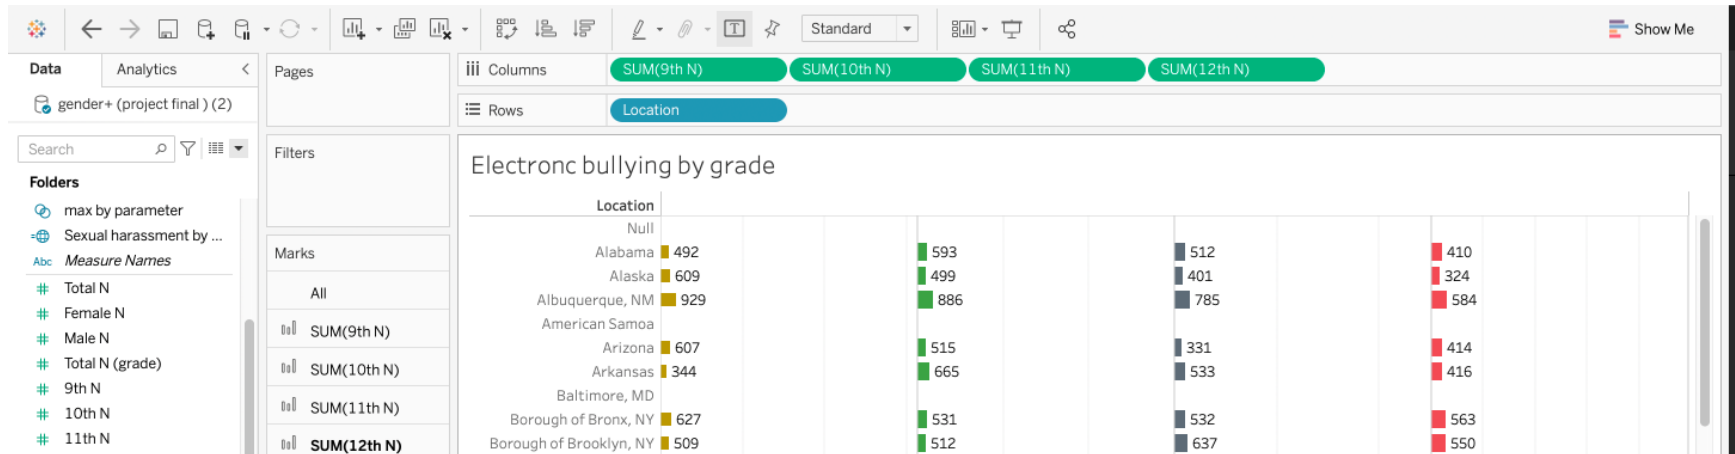 Standard
Show Me
Data
Analytics
Pages
Columns
SUM(9th N)
SUM(10th N)
SUM(11th N)
SUM(12th N)
gender+ (project final ) (2)
Rows
Location
Search
Filters
Electronc bullying by grade
Folders
max by parameter
Sexual harassment by ...
Abc Measure Names
# Total N
# Female N
# Male N
# Total N (grade)
# 9th N
# 10th N
# 11th N
Marks
All
SUM(9th N)
SUM(10th N)
SUM(11th N)
SUM(12th N)
Location
Null
Alabama 492 593 512 410
Alaska 609 499 401 324
Albuquerque, NM 929 886 785 584
American Samoa
Arizona 607 515 331 414
Arkansas 344 665 533 416
Baltimore, MD
Borough of Bronx, NY 627 531 532 563
Borough of Brooklyn, NY 509 512 637 550